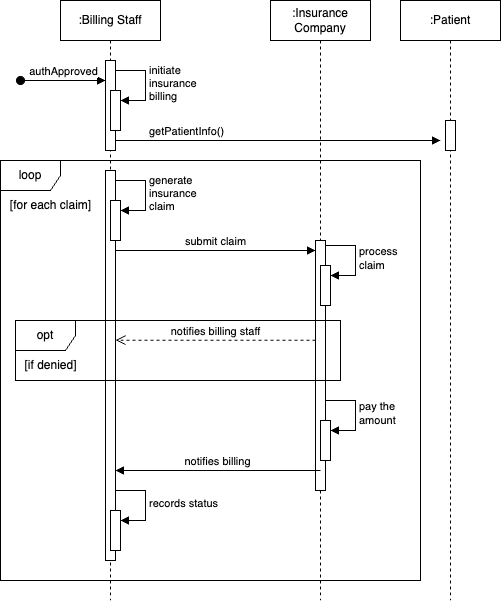 :Billing Staff
:Insurance
Company
:Patient
authApproved
initiate
insurance
billing
getPatientInfo()
loop
[for each claim]
generate
insurance
claim
submit claim
process
claim
opt
notifies billing staff
[if denied]
pay the
amount
notifies billing
records status